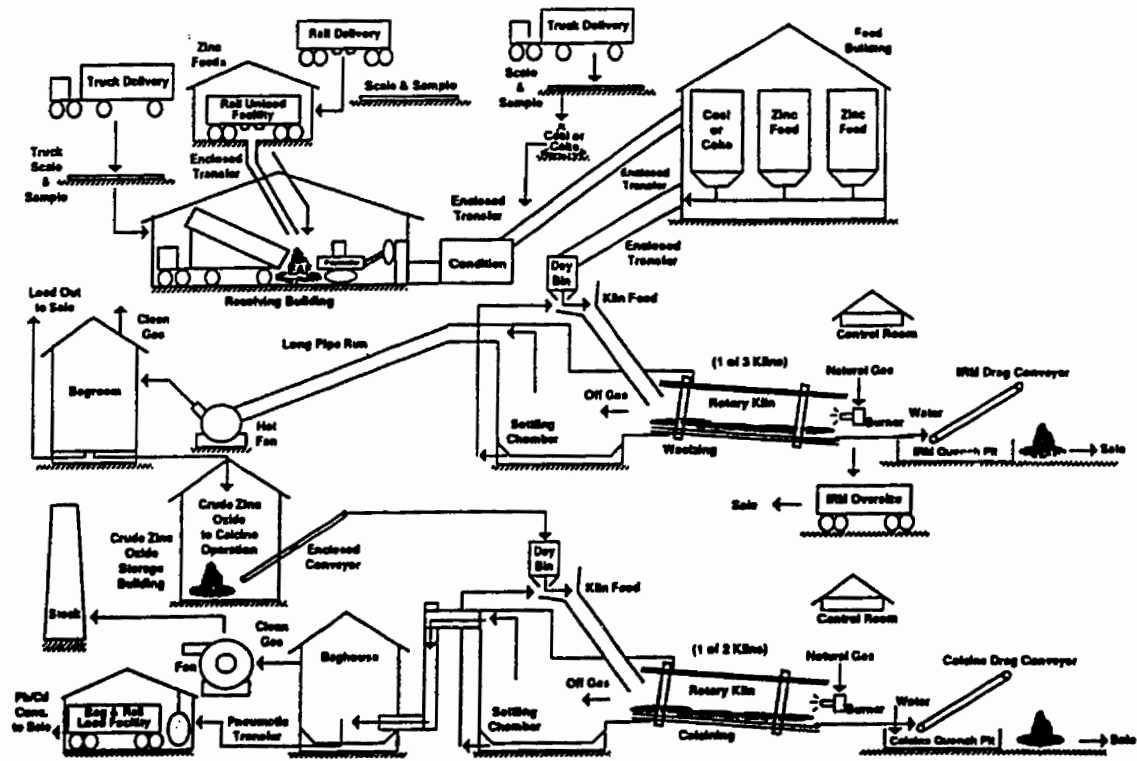 Rail Delivery
Truck Delivery
Feed
Building
Zinc
Feeds
Truck Delivery
Scale
&
Sample
Scale & Sample
Rail Unload
Facility
Coal
or
Coke
Zinc
Feed
Zinc
Feed
Coal or
Coke
Truck
Scale
&
Sample
Enclosed
Transfer
Enclosed
Transfer
Enclosed
Transfer
Enclosed
Transfer
EAF
Condition
Day
Bin
Receiving Building
Kiln Feed
Load Out
to Sale
Clean
Gas
Long Pipe Run
Control Room
(1 of 3 Kilns)
Natural Gas
IRM Drag Conveyor
Bagroom
Off Gas
Rotary Kiln
Burner
Water
Hot
Fan
Settling
Chamber
Waelzing
IRM Quench Pit
Sale
Sale
IRM Oversize
Crude Zinc
Oxide
to Calcine
Operation
Crude Zinc
Oxide
Storage
Building
Enclosed
Conveyor
Day
Bin
Kiln Feed
Stack
Control Room
Clean
Gas
Fan
Baghouse
(1 of 2 Kilns)
Natural Gas
Calcine Drag Conveyor
Off Gas
Rotary Kiln
Burner
Water
Pb/Cd
Conc.
to Sale
Bag & Rail
Load Facility
Pneumatic
Transfer
Settling
Chamber
Calcining
Calcine Quench Pit
Sale